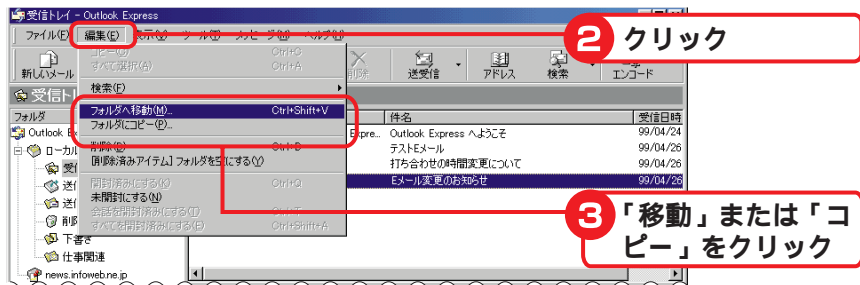 受信トレイ - Outlook Express
ファイル(F) 編集(E) 表示(V) ツール(T) メッセージ(M) ヘルプ(H)
2 クリック
新しいメール 削除 送受信 アドレス 検索 エンコード
コピー(C) Ctrl+C
すべて選択(A) Ctrl+A
検索(F)
フォルダへ移動(M)... Ctrl+Shift+V
フォルダにコピー(P)...
削除(D) Ctrl+D
[削除済みアイテム] フォルダを空にする(Y)
開封済みにする(K) Ctrl+Q
未開封にする(N)
会話を開封済みにする(T) Ctrl+T
すべてを開封済みにする(E) Ctrl+Shift+A
受信ト
フォルダ
Outlook Ex
ローカル
受信
送
送
削除
下書き
仕事関連
news.infoweb.ne.jp
件名 受信日時
Expre... Outlook Express へようこそ 99/04/24
テストEメール 99/04/26
打ち合わせの時間変更について 99/04/26
Eメール変更のお知らせ 99/04/26
3 「移動」または「コ
ピー」をクリック